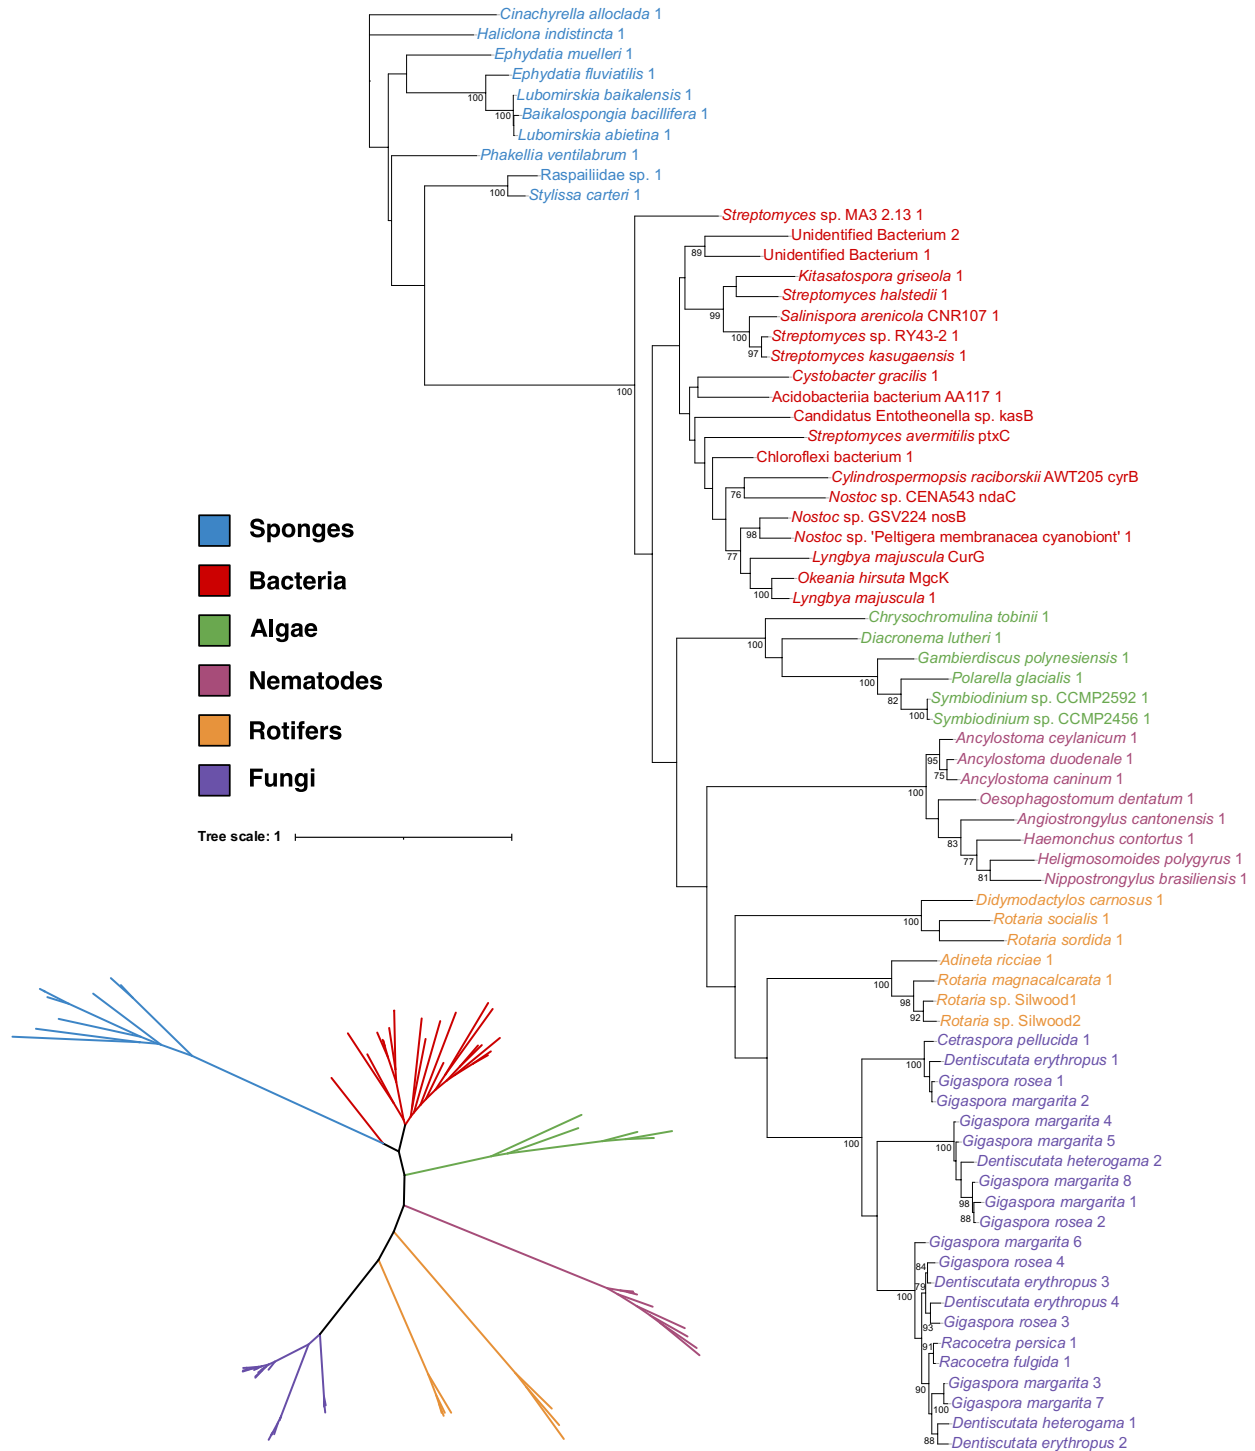 Cinachyrella alloclada 1
Haliclona indistincta 1
Ephydatia muelleri 1
Ephydatia fluviatilis 1
100
Lubomirskia baikalensis 1
100
Baikalospongia bacillifera 1
Lubomirskia abietina 1
Phakellia ventilabrum 1
Raspailiidae sp. 1
100
Stylissa carteri 1
Streptomyces sp. MA3 2.13 1
Unidentified Bacterium 2
89
Unidentified Bacterium 1
Kitasatospora griseola 1
Streptomyces halstedii 1
99
Salinispora arenicola CNR107 1
100
Streptomyces sp. RY43-2 1
97
Streptomyces kasugaensis 1
Cystobacter gracilis 1
100
Acidobacteriia bacterium AA117 1
Candidatus Entotheonella sp. kasB
Streptomyces avermitilis ptxC
Chloroflexi bacterium 1
Cylindrospermopsis raciborskii AWT205 cyrB
76
Nostoc sp. CENA543 ndaC
Nostoc sp. GSV224 nosB
98
Nostoc sp. 'Peltigera membranacea cyanobiont' 1
77
Lyngbya majuscula CurG
Okeania hirsuta MgcK
100
Lyngbya majuscula 1
Chrysochromulina tobinii 1
100
Diacronema lutheri 1
Gambierdiscus polynesiensis 1
100
Polarella glacialis 1
82
Symbiodinium sp. CCMP2592 1
100
Symbiodinium sp. CCMP2456 1
Ancylostoma ceylanicum 1
95
Ancylostoma duodenale 1
75
Ancylostoma caninum 1
100
Oesophagostomum dentatum 1
Angiostrongylus cantonensis 1
83
Haemonchus contortus 1
77
Heligmosomoides polygyrus 1
81
Nippostrongylus brasiliensis 1
Didymodactylos carnosus 1
100
Rotaria socialis 1
Rotaria sordida 1
Adineta ricciae 1
100
Rotaria magnacalcarata 1
98
Rotaria sp. Silwood1
92
Rotaria sp. Silwood2
Cetraspora pellucida 1
100
Dentiscutata erythropus 1
Gigaspora rosea 1
Gigaspora margarita 2
Gigaspora margarita 4
100
100
Gigaspora margarita 5
Dentiscutata heterogama 2
Gigaspora margarita 8
98
Gigaspora margarita 1
88
Gigaspora rosea 2
Gigaspora margarita 6
84
Gigaspora rosea 4
79
Dentiscutata erythropus 3
100
Dentiscutata erythropus 4
93
Gigaspora rosea 3
91
Racocetra persica 1
Racocetra fulgida 1
90
Gigaspora margarita 3
100
Gigaspora margarita 7
Dentiscutata heterogama 1
88
Dentiscutata erythropus 2
Sponges
Bacteria
Algae
Nematodes
Rotifers
Fungi
Tree scale: 1